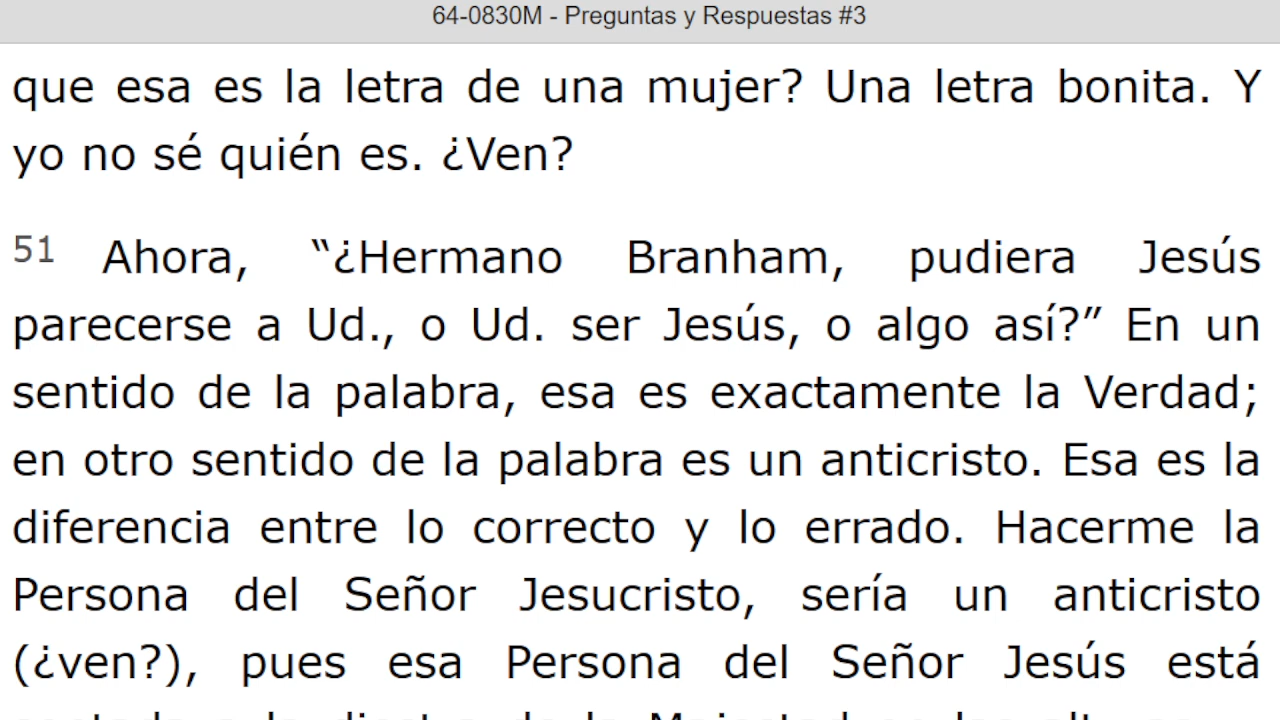 64-0830M - Preguntas y Respuestas #3
que esa es la letra de una mujer? Una letra bonita. Y
yo no sé quién es. ¿Ven?
51 Ahora, “¿Hermano Branham, pudiera Jesús
parecerse a Ud., o Ud. ser Jesús, o algo así?” En un
sentido de la palabra, esa es exactamente la Verdad;
en otro sentido de la palabra es un anticristo. Esa es la
diferencia entre lo correcto y lo errado. Hacerme la
Persona del Señor Jesucristo, sería un anticristo
(¿ven?), pues esa Persona del Señor Jesús está